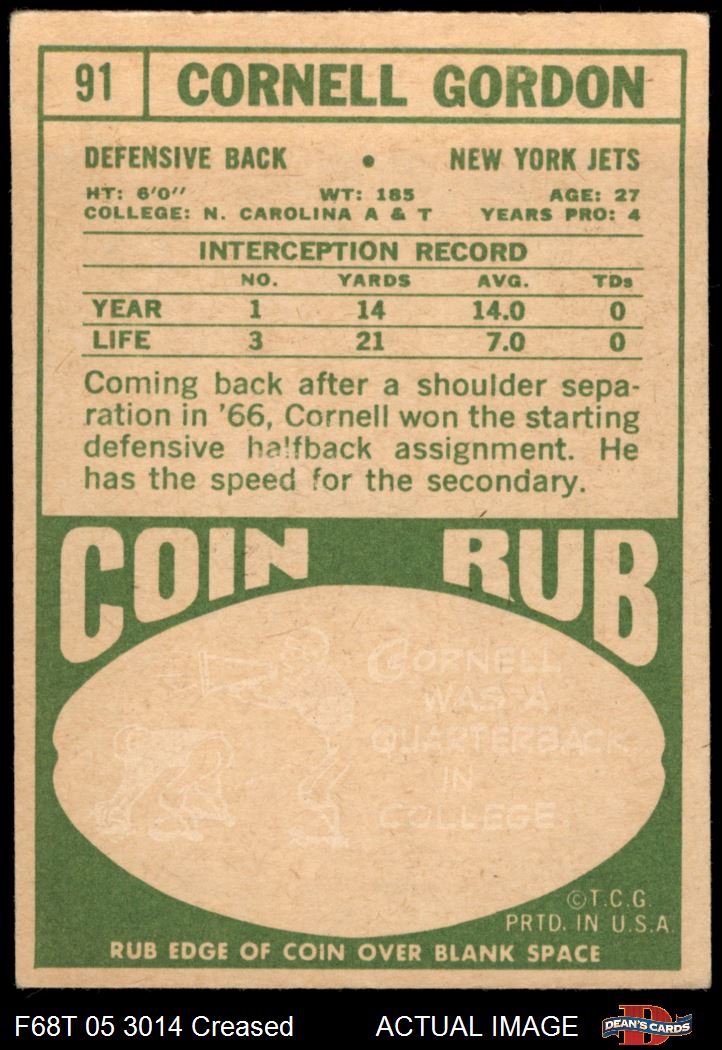 91 CORNELL GORDON
DEFENSIVE BACK • NEW YORK JETS
HT: 6'0" WT: 185 AGE: 27
COLLEGE: N. CAROLINA A & T YEARS PRO: 4
INTERCEPTION RECORD
NO. YARDS AVG. TDs
YEAR 1 14 14.0 0
LIFE 3 21 7.0 0
Coming back after a shoulder sepa-
ration in '66, Cornell won the starting
defensive halfback assignment. He
has the speed for the secondary.
COIN RUB
CORNELL
WAS A
QUARTERBACK
IN
COLLEGE.
©T.C.G.
PRTD. IN U.S.A.
RUB EDGE OF COIN OVER BLANK SPACE
F68T 05 3014 Creased ACTUAL IMAGE
D
DEAN'S CARDS